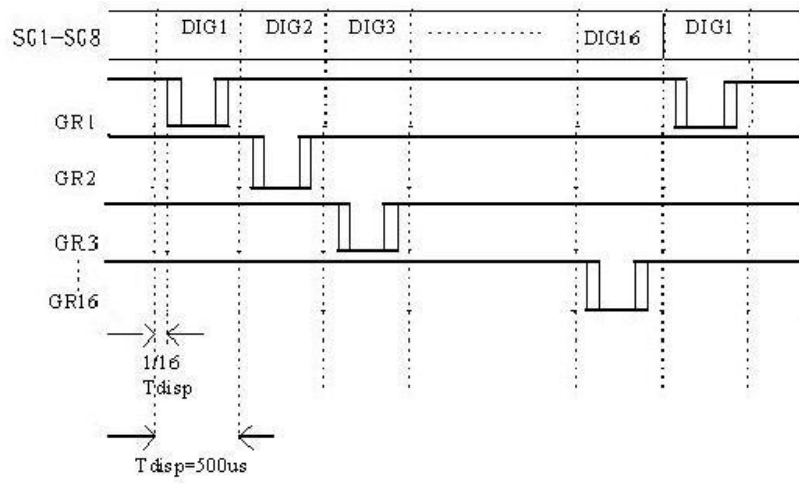 SG1-SG8 DIG1 DIG2 DIG3 ................ DIG16 DIG1
GR1
GR2
GR3
GR16
1/16
Tdisp
Tdisp=500us